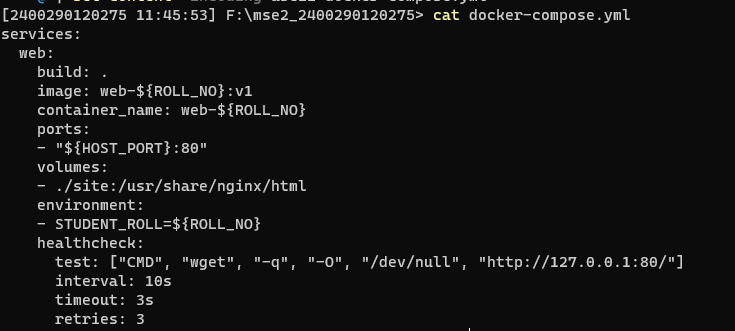 [2400290120275 11:45:53] F:\mse2_2400290120275> cat docker-compose.yml
services:
  web:
    build: .
    image: web-${ROLL_NO}:v1
    container_name: web-${ROLL_NO}
    ports:
    - "${HOST_PORT}:80"
    volumes:
    - ./site:/usr/share/nginx/html
    environment:
    - STUDENT_ROLL=${ROLL_NO}
    healthcheck:
      test: ["CMD", "wget", "-q", "-O", "/dev/null", "http://127.0.0.1:80/"]
      interval: 10s
      timeout: 3s
      retries: 3